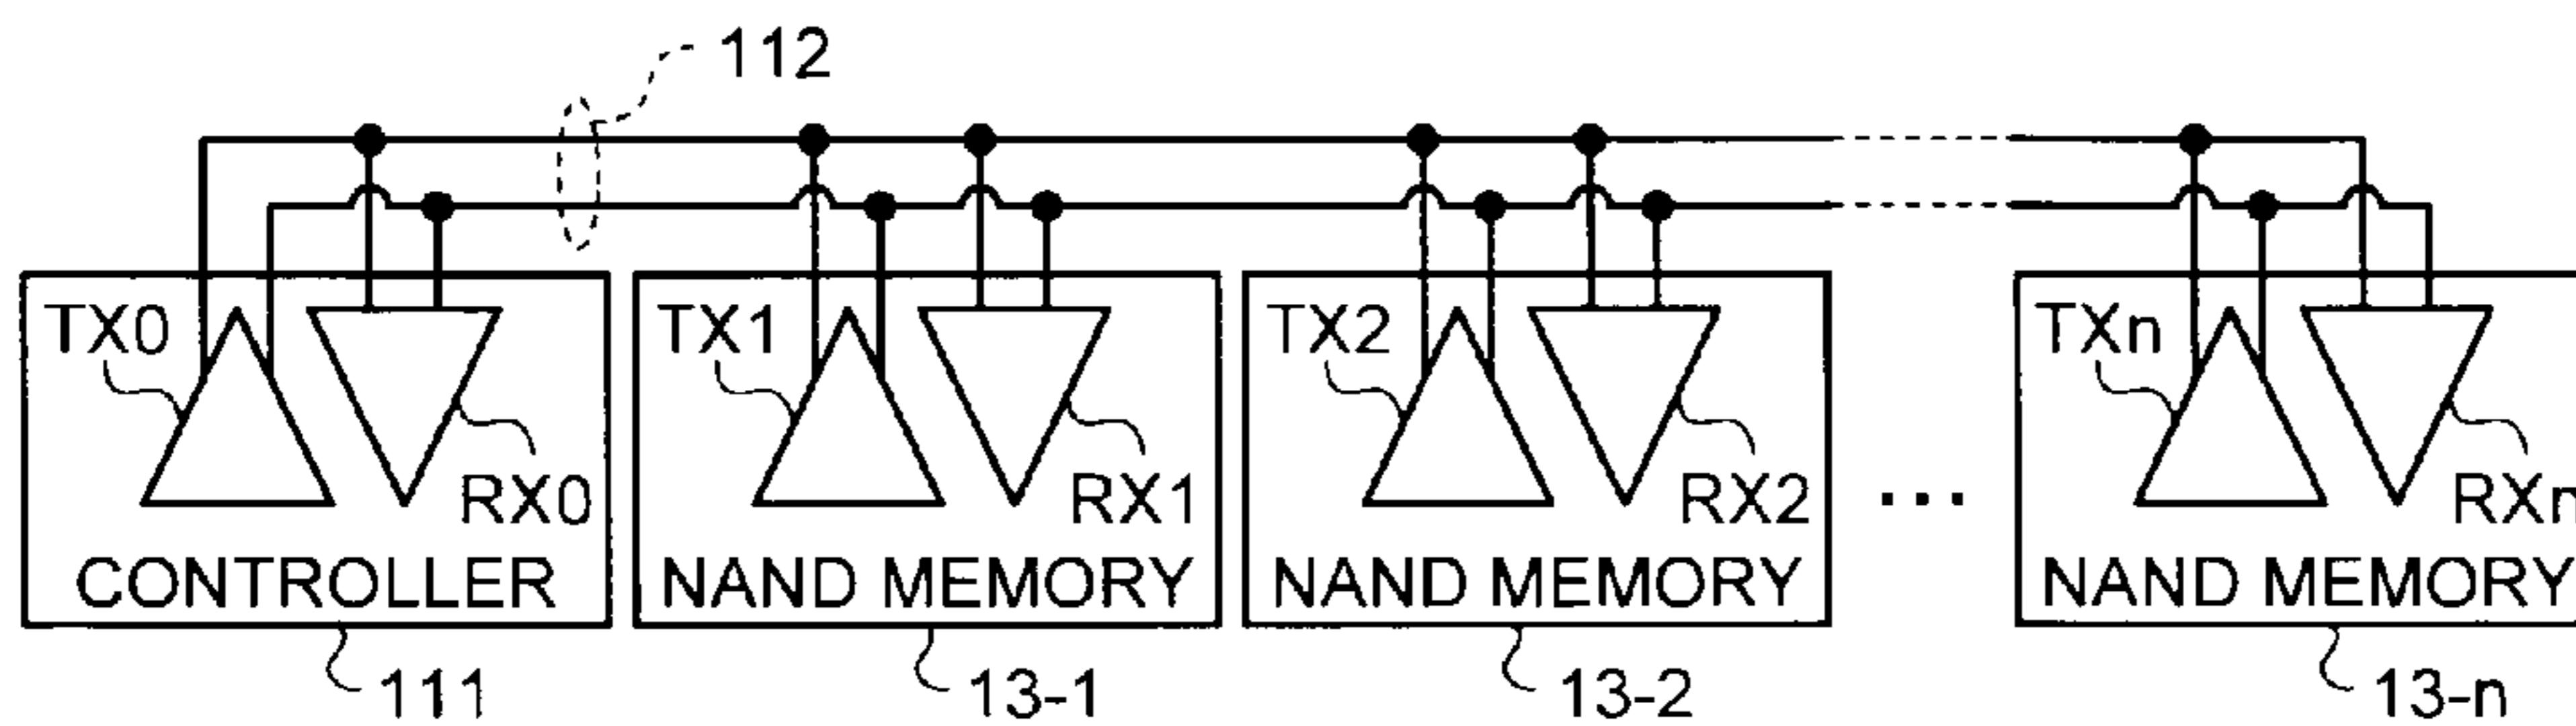 112
TX0 TX1 TX2 TXn
RX0 RX1 RX2 ... RXn
CONTROLLER NAND MEMORY NAND MEMORY NAND MEMORY
111 13-1 13-2 13-n